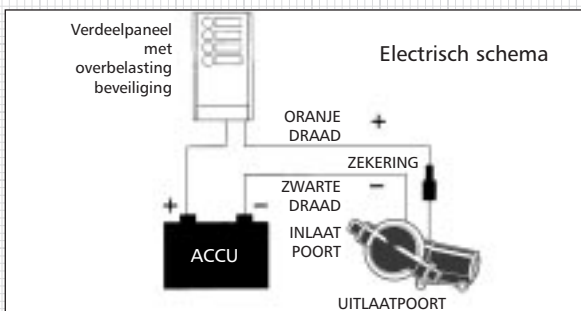 Verdeelpaneel
met
overbelasting
beveiliging
Electrisch schema
ORANJE
DRAAD
+
ZEKERING
ZWARTE
DRAAD
−
+
−
ACCU
INLAAT
POORT
UITLAATPOORT